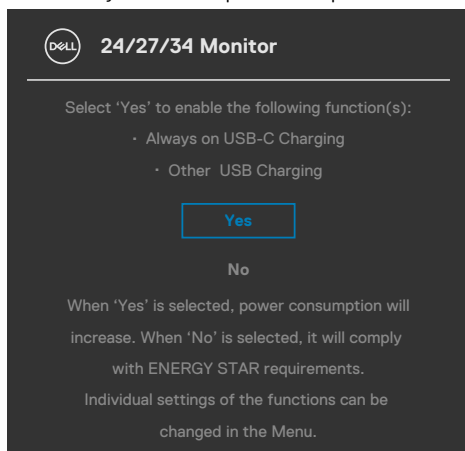 DELL
24/27/34 Monitor
Select ‘Yes’ to enable the following function(s):
· Always on USB-C Charging
· Other USB Charging
Yes
No
When ‘Yes’ is selected, power consumption will
increase. When ‘No’ is selected, it will comply
with ENERGY STAR requirements.
Individual settings of the functions can be
changed in the Menu.